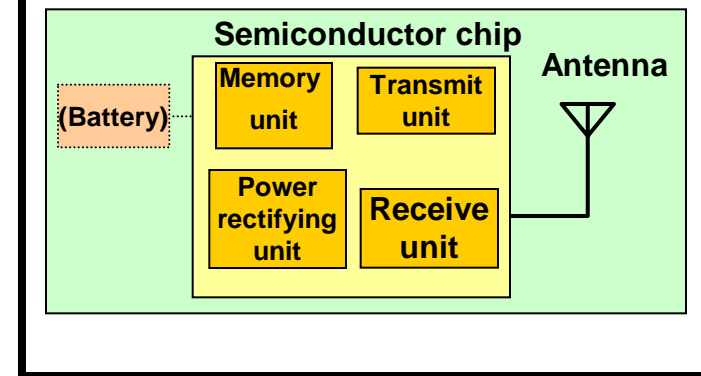 Semiconductor chip
Antenna
(Battery)
Memory
unit
Transmit
unit
Power
rectifying
unit
Receive
unit